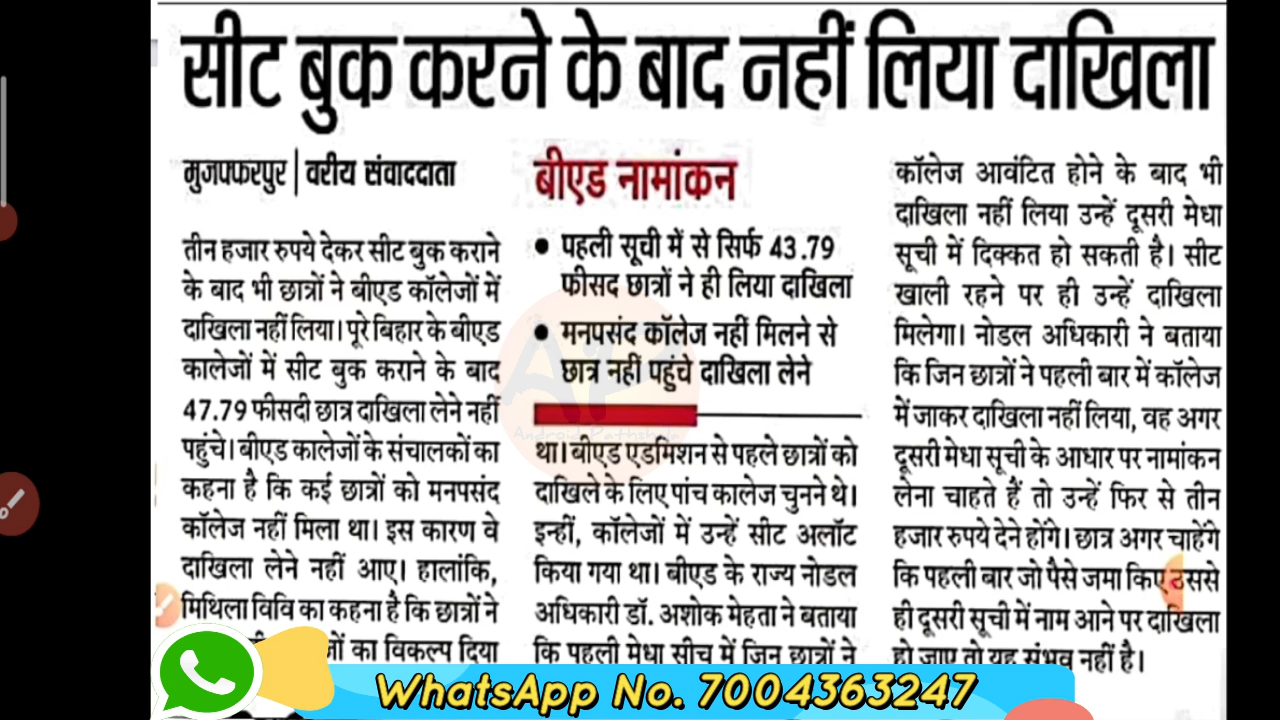 सीट बुक करने के बाद नहीं लिया दाखिला
मुजफ्फरपुर | वरीय संवाददाता
तीन हजार रुपये देकर सीट बुक कराने
के बाद भी छात्रों ने बीएड कॉलेजों में
दाखिला नहीं लिया। पूरे बिहार के बीएड
कालेजों में सीट बुक कराने के बाद
47.79 फीसदी छात्र दाखिला लेने नहीं
पहुंचे। बीएड कालेजों के संचालकों का
कहना है कि कई छात्रों को मनपसंद
कॉलेज नहीं मिला था। इस कारण वे
दाखिला लेने नहीं आए। हालांकि,
मिथिला विवि का कहना है कि छात्रों ने
का विकल्प दिया
बीएड नामांकन
● पहली सूची में से सिर्फ 43.79
फीसद छात्रों ने ही लिया दाखिला
● मनपसंद कॉलेज नहीं मिलने से
छात्र नहीं पहुंचे दाखिला लेने
था। बीएड एडमिशन से पहले छात्रों को
दाखिले के लिए पांच कालेज चुनने थे।
इन्हीं, कॉलेजों में उन्हें सीट अलॉट
किया गया था। बीएड के राज्य नोडल
अधिकारी डॉ. अशोक मेहता ने बताया
कि पहली मेधा सीच में जिन छात्रों ने
कॉलेज आवंटित होने के बाद भी
दाखिला नहीं लिया उन्हें दूसरी मेधा
सूची में दिक्कत हो सकती है। सीट
खाली रहने पर ही उन्हें दाखिला
मिलेगा। नोडल अधिकारी ने बताया
कि जिन छात्रों ने पहली बार में कॉलेज
में जाकर दाखिला नहीं लिया, वह अगर
दूसरी मेधा सूची के आधार पर नामांकन
लेना चाहते हैं तो उन्हें फिर से तीन
हजार रुपये देने होंगे। छात्र अगर चाहेंगे
कि पहली बार जो पैसे जमा किए उससे
ही दूसरी सूची में नाम आने पर दाखिला
हो जाए तो यह संभव नहीं है।
WhatsApp No. 7004363247